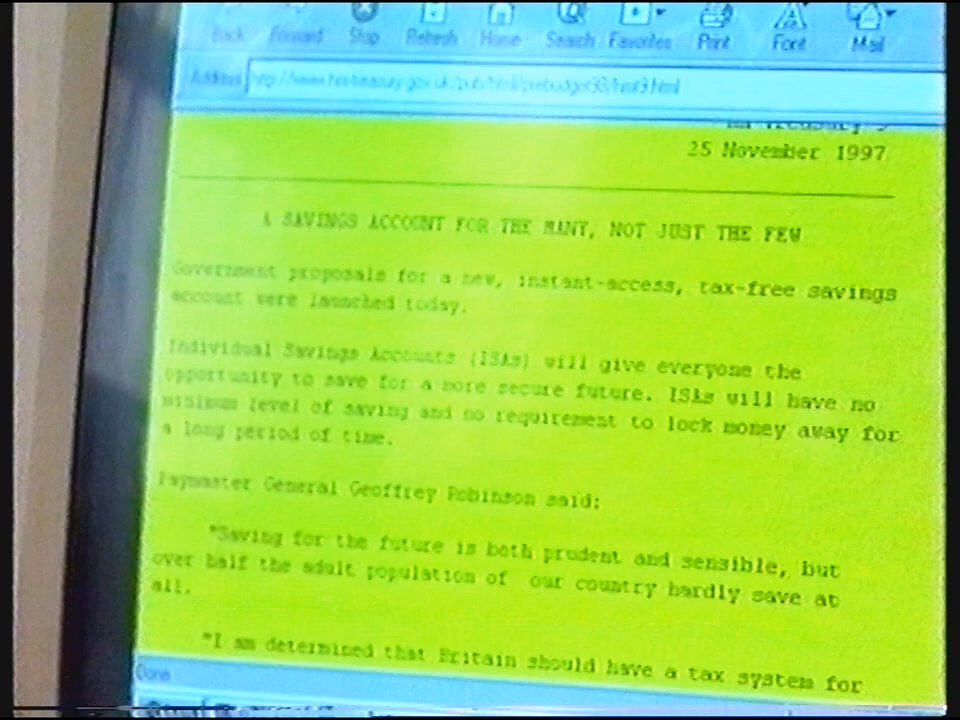 Back Forward Stop Refresh Home Search Favorites Print Font Mail
Address
25 November 1997
A SAVINGS ACCOUNT FOR THE MANY, NOT JUST THE FEW
Government proposals for a new, instant-access, tax-free savings
account were launched today.
Individual Savings Accounts (ISAs) will give everyone the
opportunity to save for a more secure future. ISAs will have no
minimum level of saving and no requirement to lock money away for
a long period of time.
Paymaster General Geoffrey Robinson said:
"Saving for the future is both prudent and sensible, but
over half the adult population of our country hardly save at
all.
"I am determined that Britain should have a tax system for
Done